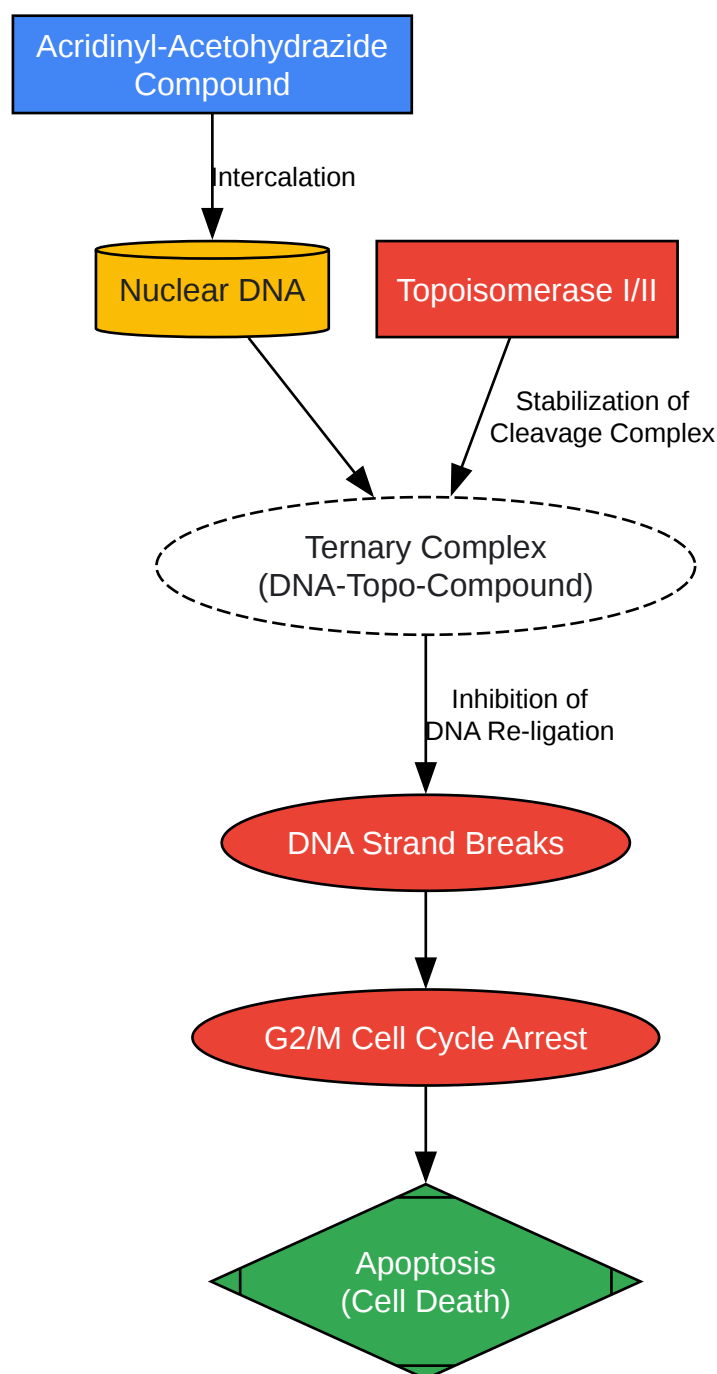 Acridinyl-Acetohydrazide
Compound
Intercalation
Nuclear DNA
Topoisomerase I/II
Stabilization of
Cleavage Complex
Ternary Complex
(DNA-Topo-Compound)
Inhibition of
DNA Re-ligation
DNA Strand Breaks
G2/M Cell Cycle Arrest
Apoptosis
(Cell Death)